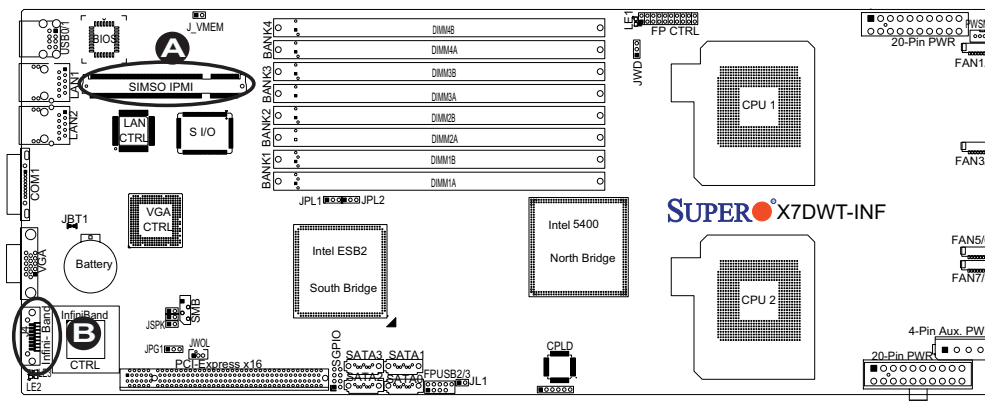 USB0/1
BIOS
J_VMEM
A
SIMSO IPMI
LAN1
LAN2
LAN
CTRL
S I/O
BANK4
BANK3
BANK2
BANK1
DIMM4B
DIMM4A
DIMM3B
DIMM3A
DIMM2B
DIMM2A
DIMM1B
DIMM1A
LE1
FP CTRL
JWD
20-Pin PWR
FAN1
CPU 1
FAN3
COM1
JPL1
JPL2
JBT1
VGA
CTRL
VGA
Battery
Intel ESB2
South Bridge
Intel 5400
North Bridge
SUPER X7DWT-INF
CPU 2
FAN5/
FAN7/
4-Pin Aux. PW
20-Pin PWR
J4
Infini- Band
InfiniBand
B
CTRL
LE2
SMB
JSPK
JPG1
JWOL
PCI-Express x16
SGPIO
SATA3
SATA1
SATA2
SATA0
FPUSB2/3
JL1
CPLD